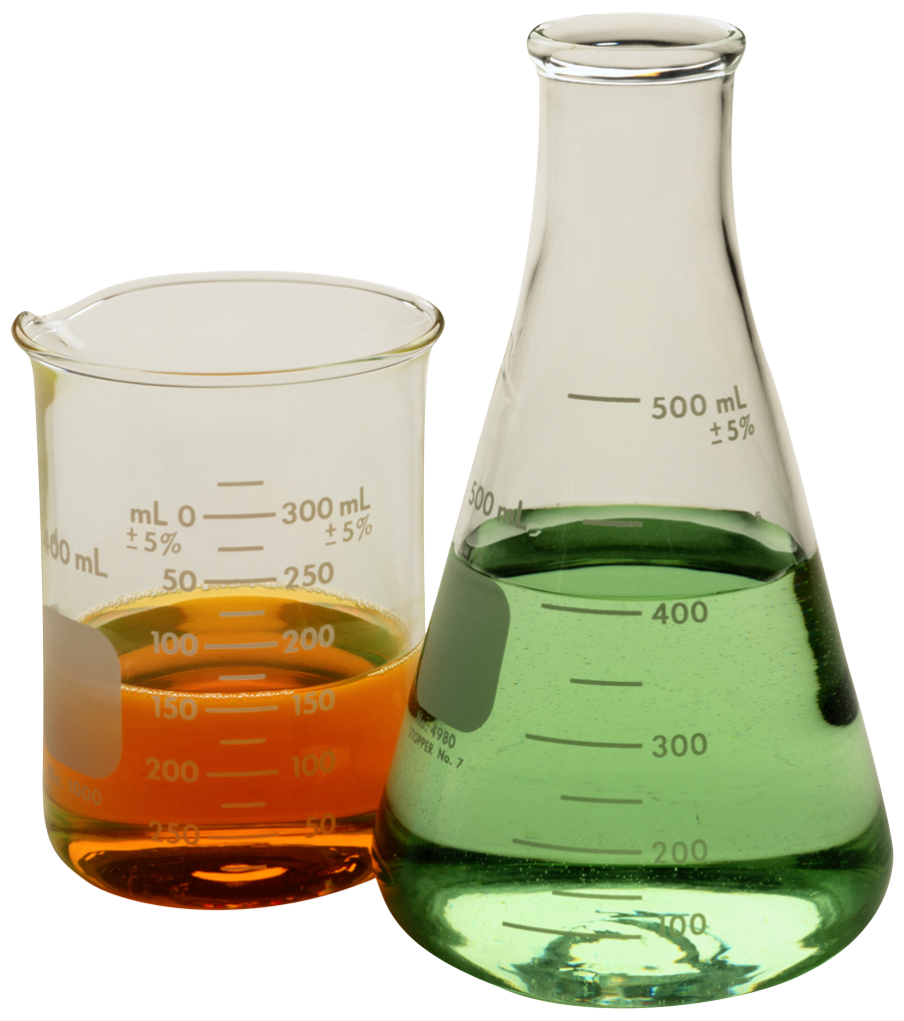 400 mL
mL 0 300 mL
± 5% ± 5%
50 250
100 200
150 150
200 100
250 50
500 mL
± 5%
500 mL
400
300
200
100
No. 4980
STOPPER No. 7